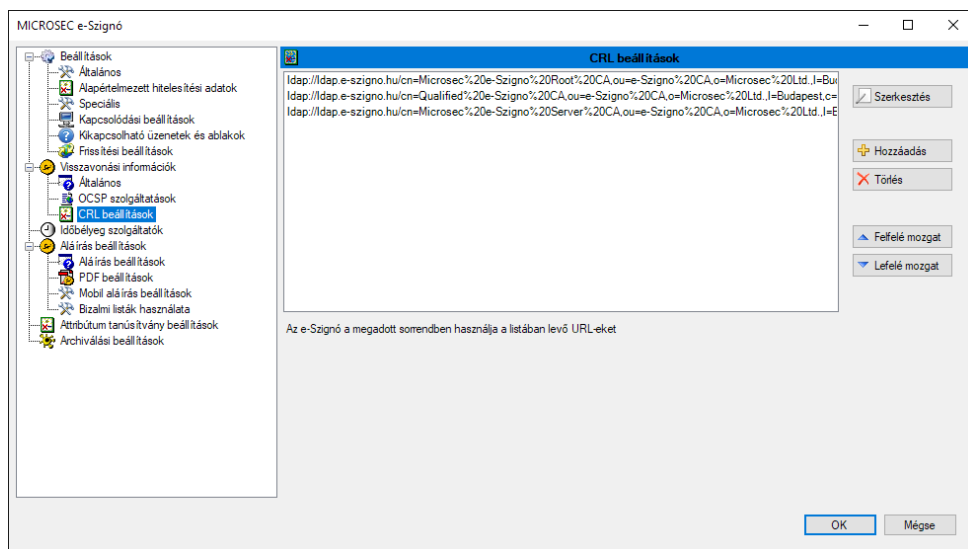 MICROSEC e-Szignó
Beállítások
Általános
Alapértelmezett hitelesítési adatok
Speciális
Kapcsolódási beállítások
Kikapcsolható üzenetek és ablakok
Frissítési beállítások
Visszavonási információk
Általános
OCSP szolgáltatások
CRL beállítások
Időbélyeg szolgáltatók
Aláírás beállítások
Aláírás beállítások
PDF beállítások
Mobil aláírás beállítások
Bizalmi listák használata
Attribútum tanúsítvány beállítások
Archiválási beállítások
CRL beállítások
ldap://ldap.e-szigno.hu/cn=Microsec%20e-Szigno%20Root%20CA,ou=e-Szigno%20CA,o=Microsec%20Ltd.,l=Bud
ldap://ldap.e-szigno.hu/cn=Qualified%20e-Szigno%20CA,ou=e-Szigno%20CA,o=Microsec%20Ltd.,l=Budapest,c=
ldap://ldap.e-szigno.hu/cn=Microsec%20e-Szigno%20Server%20CA,ou=e-Szigno%20CA,o=Microsec%20Ltd.,l=B
Szerkesztés
Hozzáadás
Törlés
Felfelé mozgat
Lefelé mozgat
Az e-Szignó a megadott sorrendben használja a listában levő URL-eket
OK
Mégse